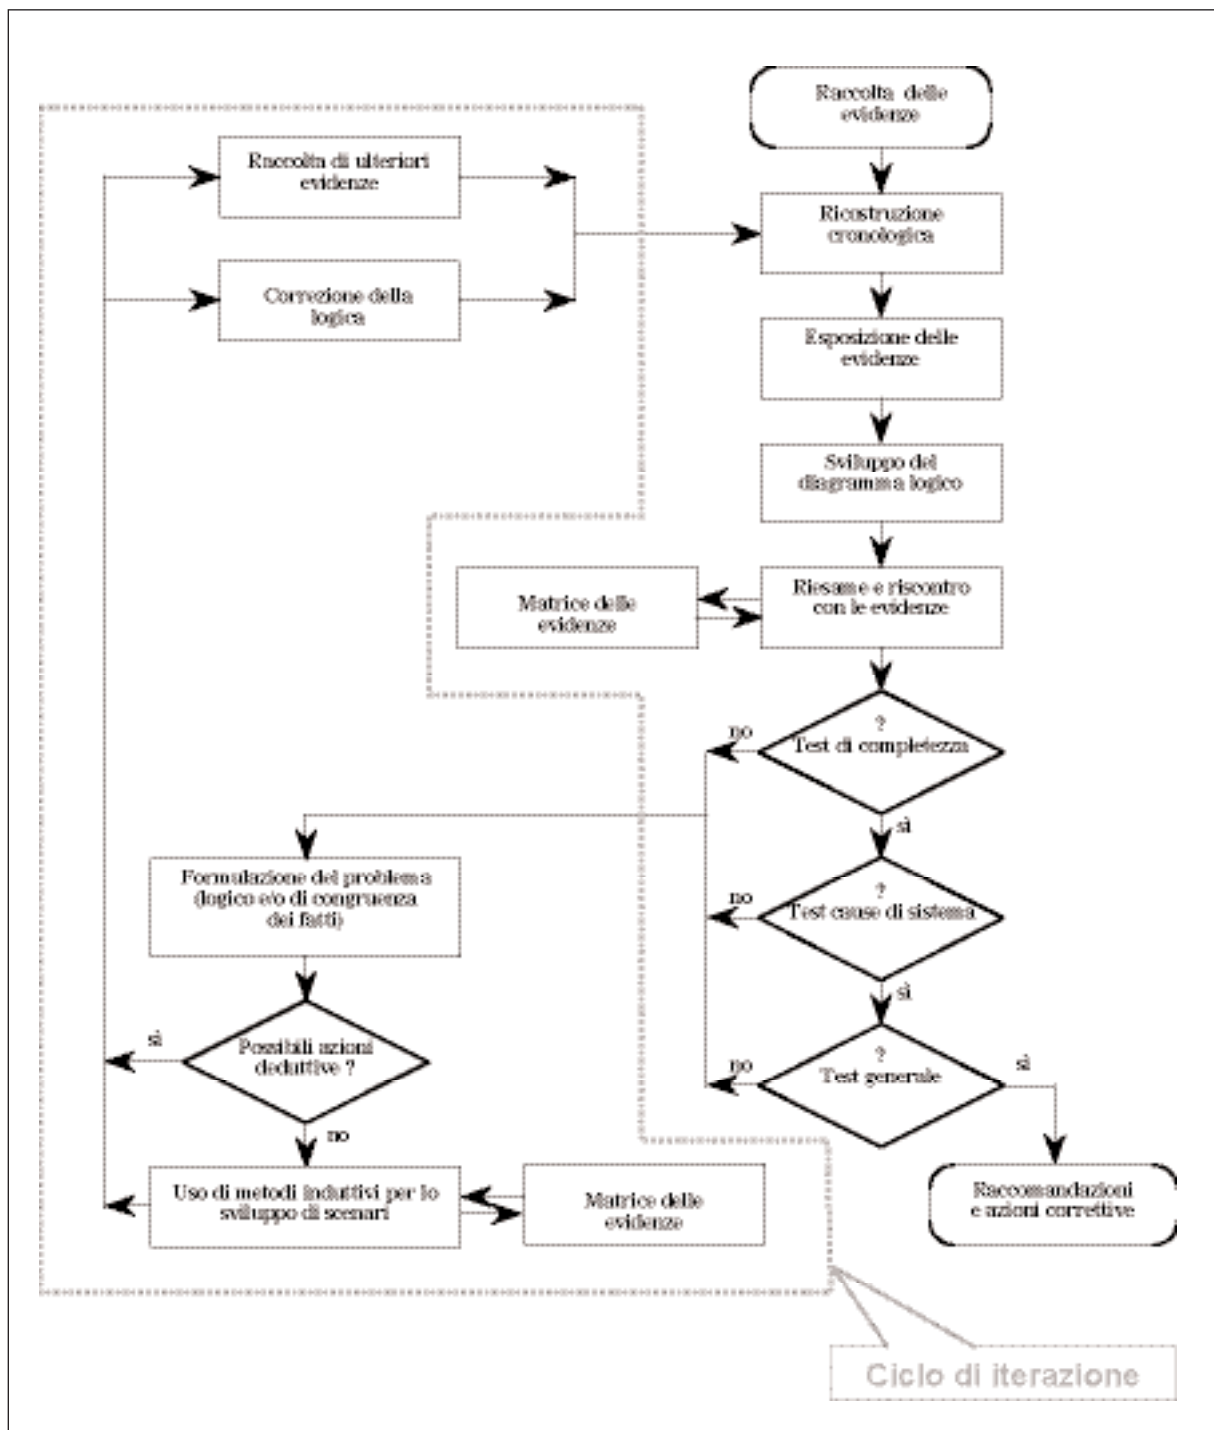 Raccolta delle
evidenze
Raccolta di ulteriori
evidenze
Ricostruzione
cronologica
Correzione della
logica
Esposizione delle
evidenze
Sviluppo del
diagramma logico
Matrice delle
evidenze
Riesame e riscontro
con le evidenze
?
Test di completezza
no
sì
Formulazione del problema
(logico e/o di congruenza
dei fatti)
?
Test cause di sistema
no
sì
Possibili azioni
deduttive ?
sì
no
?
Test generale
no
sì
Uso di metodi induttivi per lo
sviluppo di scenari
Matrice delle
evidenze
Raccomandazioni
e azioni correttive
Ciclo di iterazione